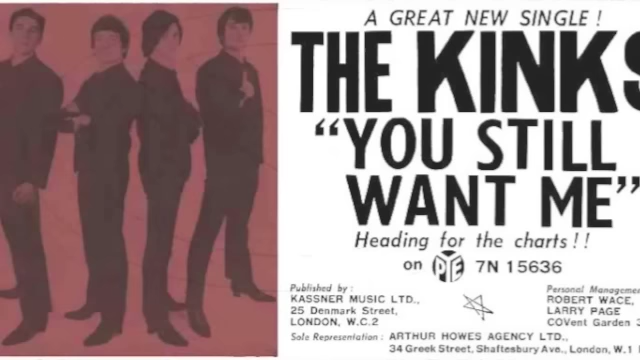 A GREAT NEW SINGLE !
THE KINKS
“YOU STILL
WANT ME”
Heading for the charts ! !
on PYE 7N 15636
Published by :
KASSNER MUSIC LTD.,
25 Denmark Street,
LONDON, W.C.2
Personal Management
ROBERT WACE,
LARRY PAGE
COVent Garden 3
Sole Representation : ARTHUR HOWES AGENCY LTD.,
34 Greek Street, Shaftesbury Ave., London, W.1